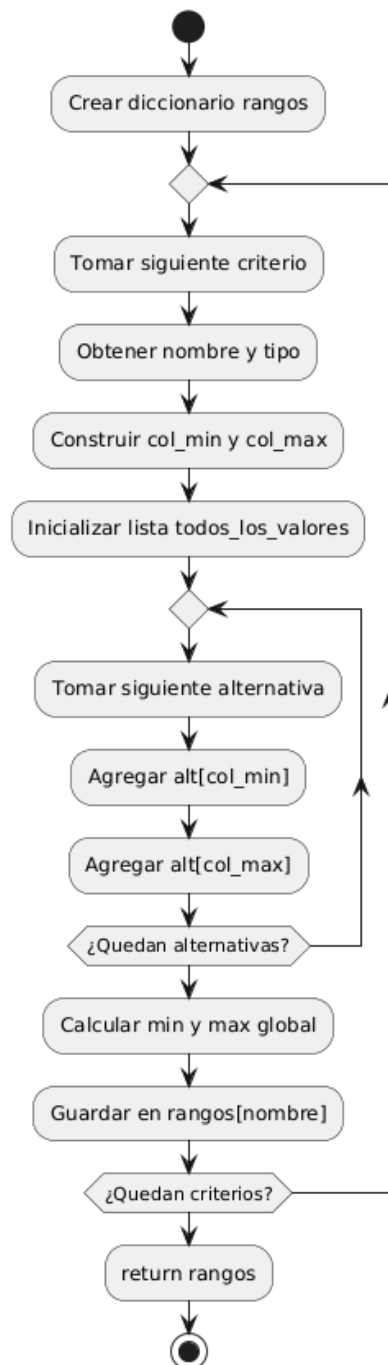 Crear diccionario rangos
Tomar siguiente criterio
Obtener nombre y tipo
Construir col_min y col_max
Inicializar lista todos_los_valores
Tomar siguiente alternativa
Agregar alt[col_min]
Agregar alt[col_max]
¿Quedan alternativas?
Calcular min y max global
Guardar en rangos[nombre]
¿Quedan criterios?
return rangos